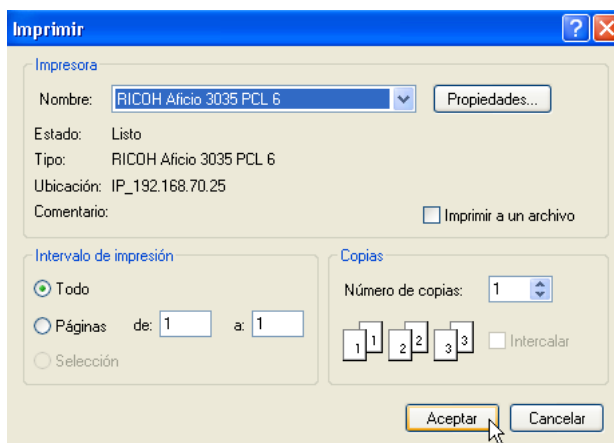 Imprimir
Impresora
Nombre: RICOH Aficio 3035 PCL 6 Propiedades...
Estado: Listo
Tipo: RICOH Aficio 3035 PCL 6
Ubicación: IP_192.168.70.25
Comentario: Imprimir a un archivo
Intervalo de impresión Copias
Todo Número de copias: 1
Páginas de: 1 a: 1
1 1 2 2 3 3 Intercalar
Selección
Aceptar Cancelar